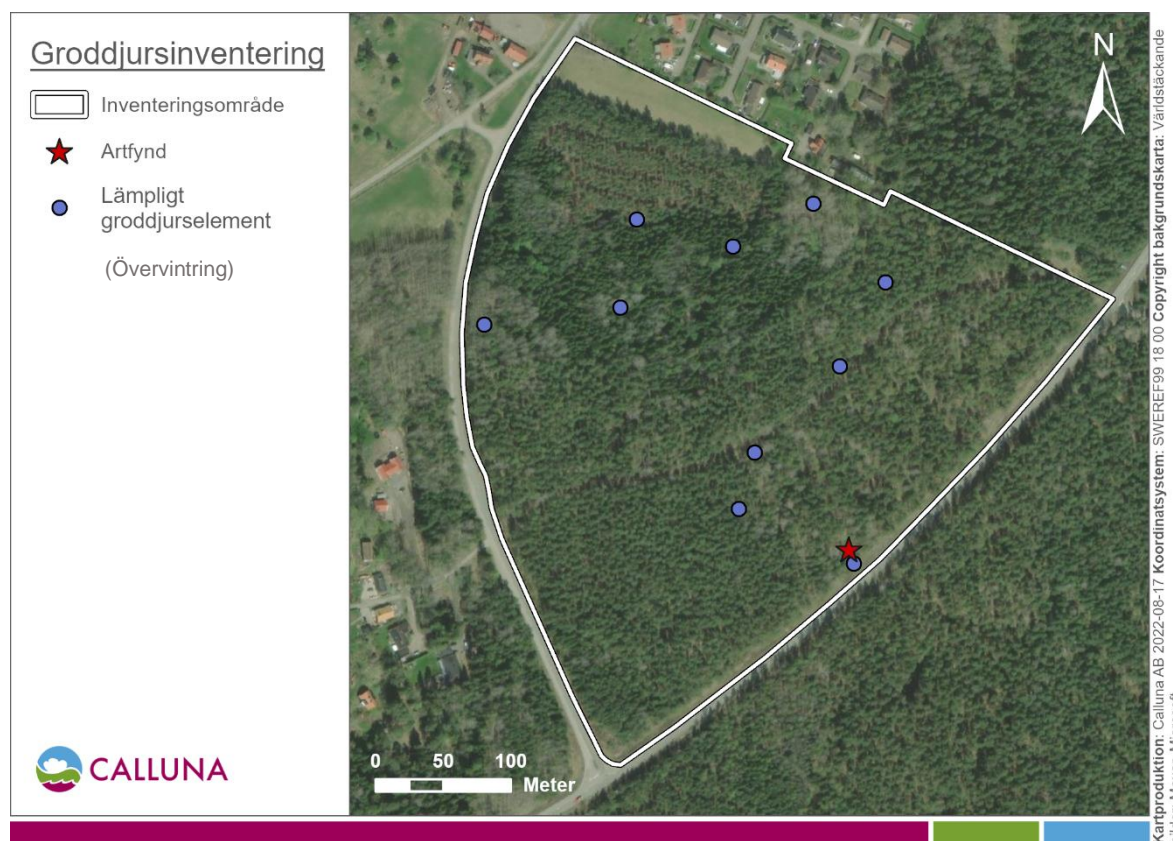 Groddjursinventering
Inventeringsområde
Artfynd
Lämpligt
groddjurselement
(Övervintring)
CALLUNA
N
0 50 100
Meter
Kartproduktion: Calluna AB 2022-08-17 Koordinatsystem: SWEREF99 18 00 Copyright bakgrundskarta: Världstäckande